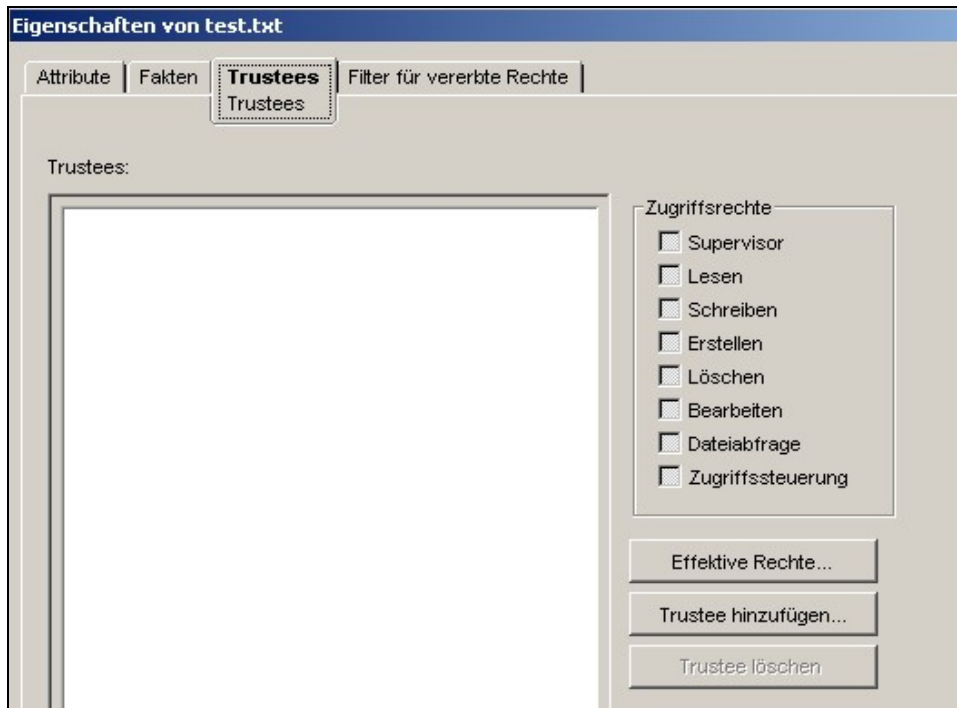 Eigenschaften von test.txt
Attribute Fakten Trustees Filter für vererbte Rechte
Trustees
Trustees:
Zugriffsrechte
Supervisor
Lesen
Schreiben
Erstellen
Löschen
Bearbeiten
Dateiabfrage
Zugriffssteuerung
Effektive Rechte...
Trustee hinzufügen...
Trustee löschen